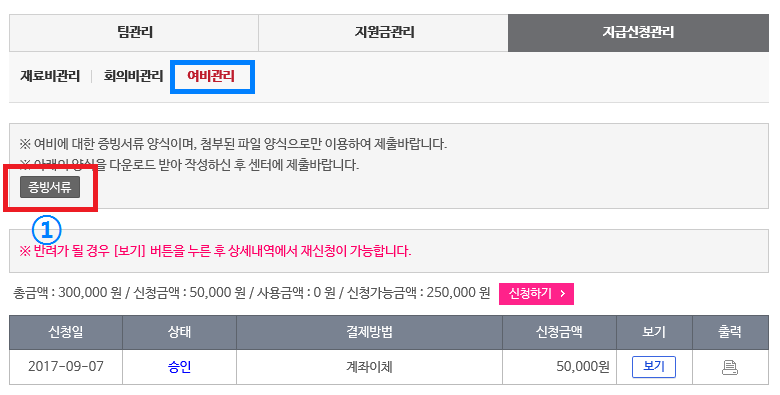 팀관리 지원금관리 지급신청관리
재료비관리 회의비관리 여비관리
※ 여비에 대한 증빙서류 양식이며, 첨부된 파일 양식으로만 이용하여 제출바랍니다.
※ 아래의 양식을 다운로드 받아 작성하신 후 센터에 제출바랍니다.
증빙서류
①
※ 반려가 될 경우 [보기] 버튼을 누른 후 상세내역에서 재신청이 가능합니다.
총금액 : 300,000 원 / 신청금액 : 50,000 원 / 사용금액 : 0 원 / 신청가능금액 : 250,000 원 신청하기 >
신청일 상태 결제방법 신청금액 보기 출력
2017-09-07 승인 계좌이체 50,000원 보기